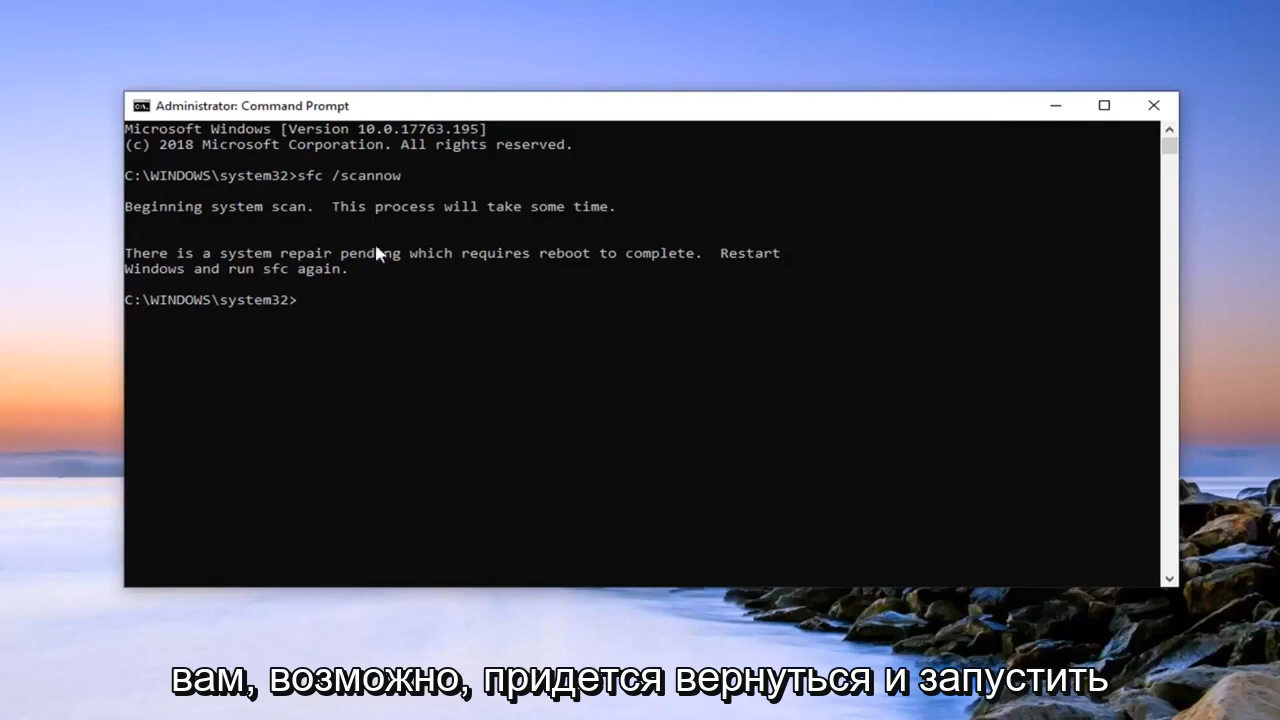 Administrator: Command Prompt
Microsoft Windows [Version 10.0.17763.195]
(c) 2018 Microsoft Corporation. All rights reserved.
C:\WINDOWS\system32>sfc /scannow
Beginning system scan.  This process will take some time.
There is a system repair pending which requires reboot to complete.  Restart
Windows and run sfc again.
C:\WINDOWS\system32>
вам, возможно, придется вернуться и запустить